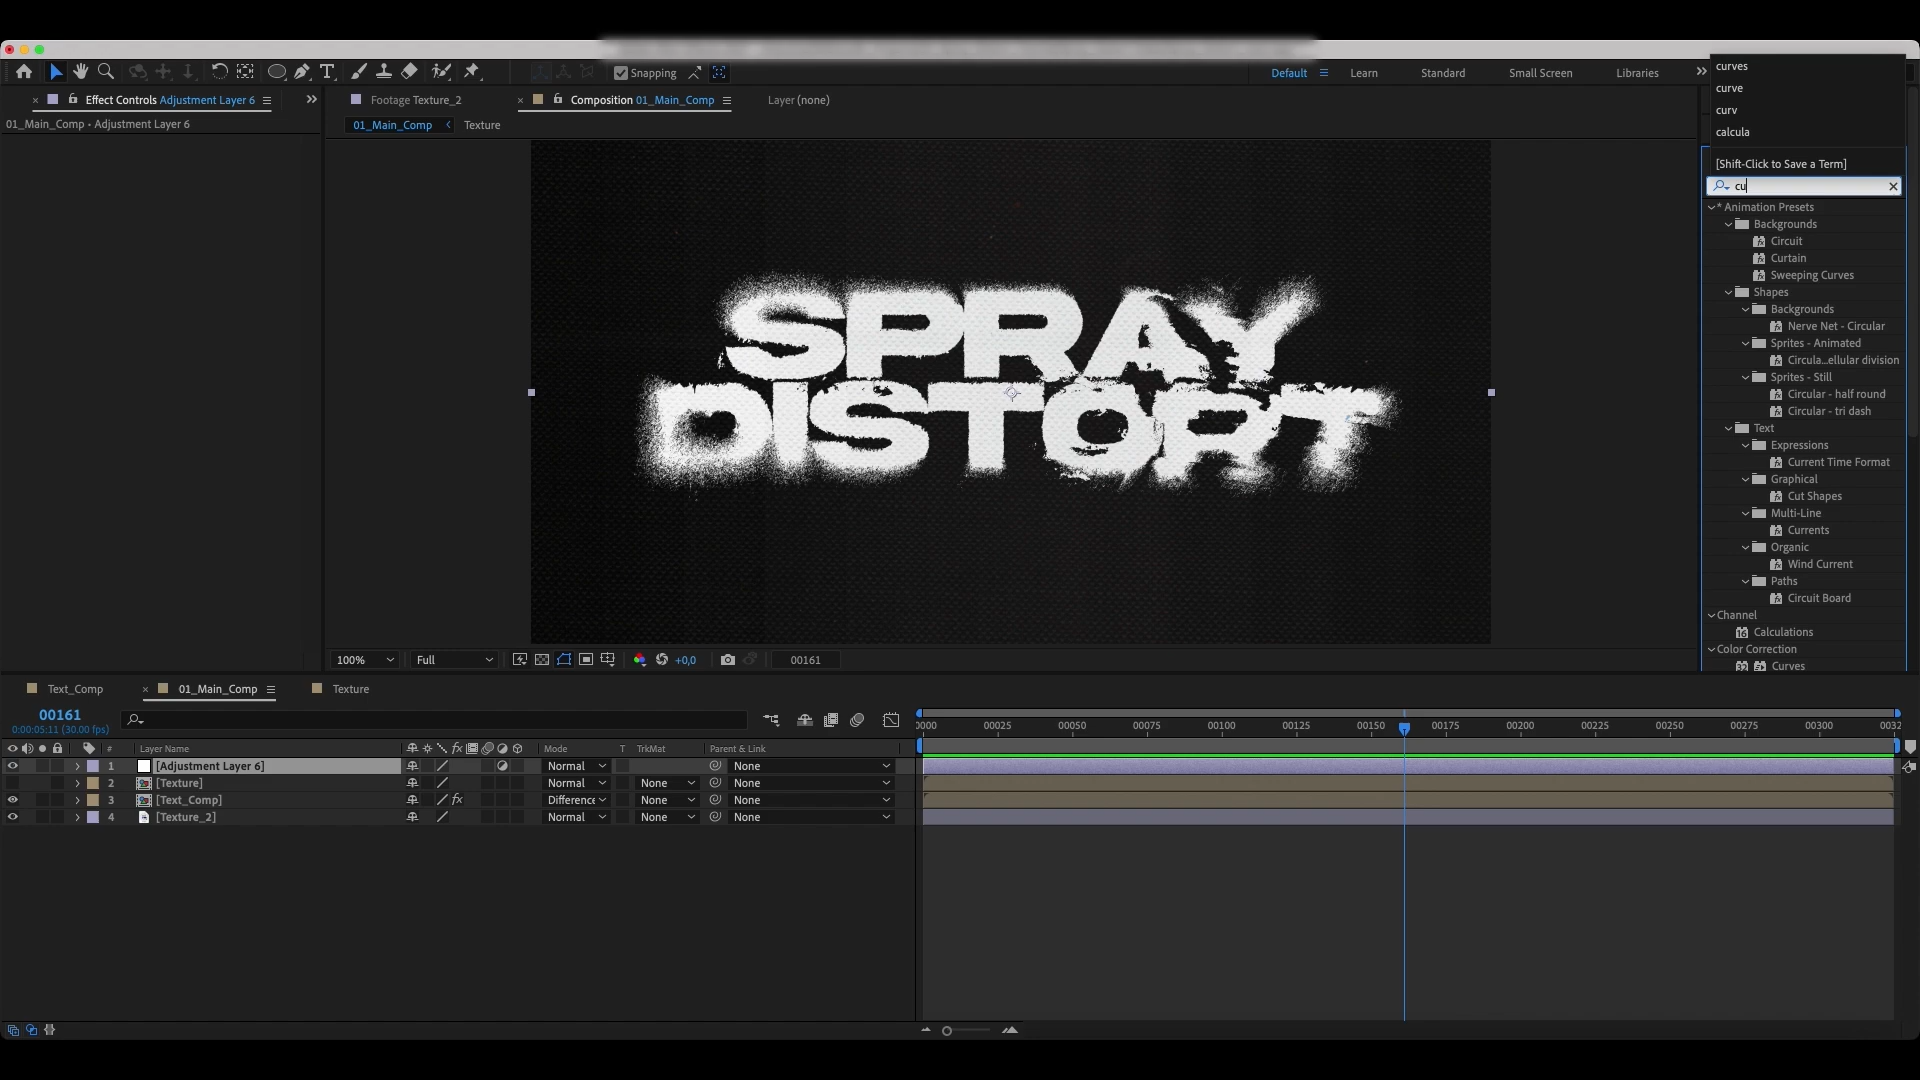 Snapping
Default
Learn
Standard
Small Screen
Libraries
curves
curve
curv
calcula
[Shift-Click to Save a Term]
cu
Effect Controls Adjustment Layer 6
Footage Texture_2
Composition 01_Main_Comp
Layer (none)
01_Main_Comp • Adjustment Layer 6
01_Main_Comp
Texture
SPRAY
DISTORT
* Animation Presets
Backgrounds
Circuit
Curtain
Sweeping Curves
Shapes
Backgrounds
Nerve Net - Circular
Sprites - Animated
Circula...ellular division
Sprites - Still
Circular - half round
Circular - tri dash
Text
Expressions
Current Time Format
Graphical
Cut Shapes
Multi-Line
Currents
Organic
Wind Current
Paths
Circuit Board
Channel
16 Calculations
Color Correction
32 Curves
100%
Full
+0,0
00161
Text_Comp
01_Main_Comp
Texture
00161
0:00:05:11 (30.00 fps)
0000 00025 00050 00075 00100 00125 00150 00175 00200 00225 00250 00275 00300 0032
# Layer Name fx Mode T TrkMat Parent & Link
1 [Adjustment Layer 6] Normal None
2 [Texture] Normal None None
3 [Text_Comp] fx Difference None None
4 [Texture_2] Normal None None